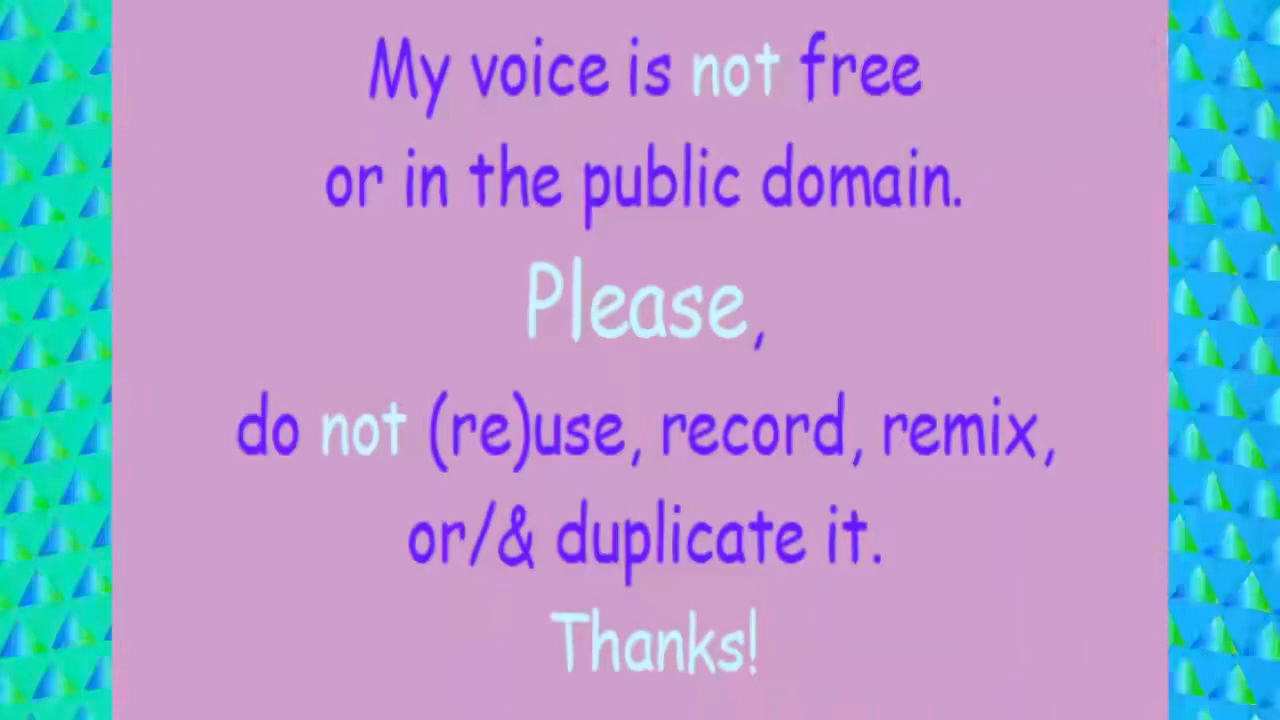 My voice is not free
or in the public domain.
Please,
do not (re)use, record, remix,
or/& duplicate it.
Thanks!